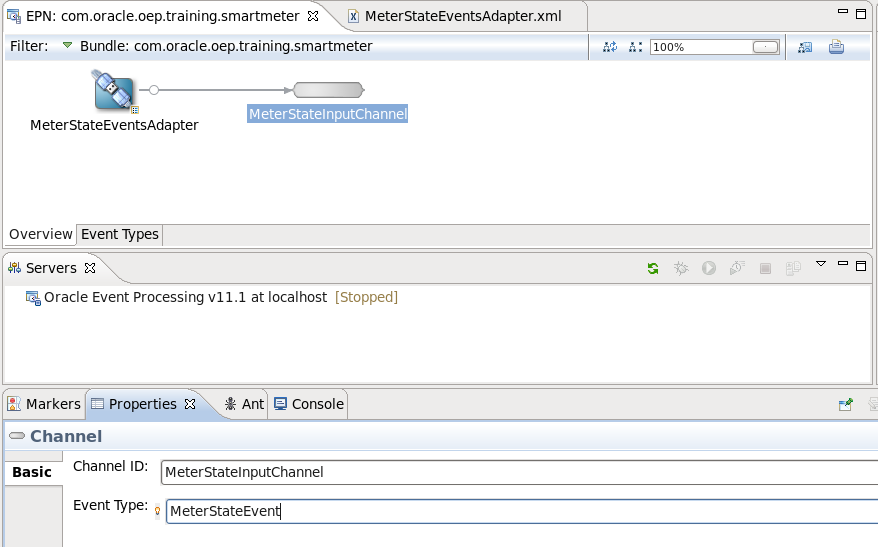 EPN: com.oracle.oep.training.smartmeter MeterStateEventsAdapter.xml
Filter: Bundle: com.oracle.oep.training.smartmeter 100%
MeterStateEventsAdapter
MeterStateInputChannel
Overview Event Types
Servers
Oracle Event Processing v11.1 at localhost [Stopped]
Markers Properties Ant Console
Channel
Basic
Channel ID: MeterStateInputChannel
Event Type: MeterStateEvent